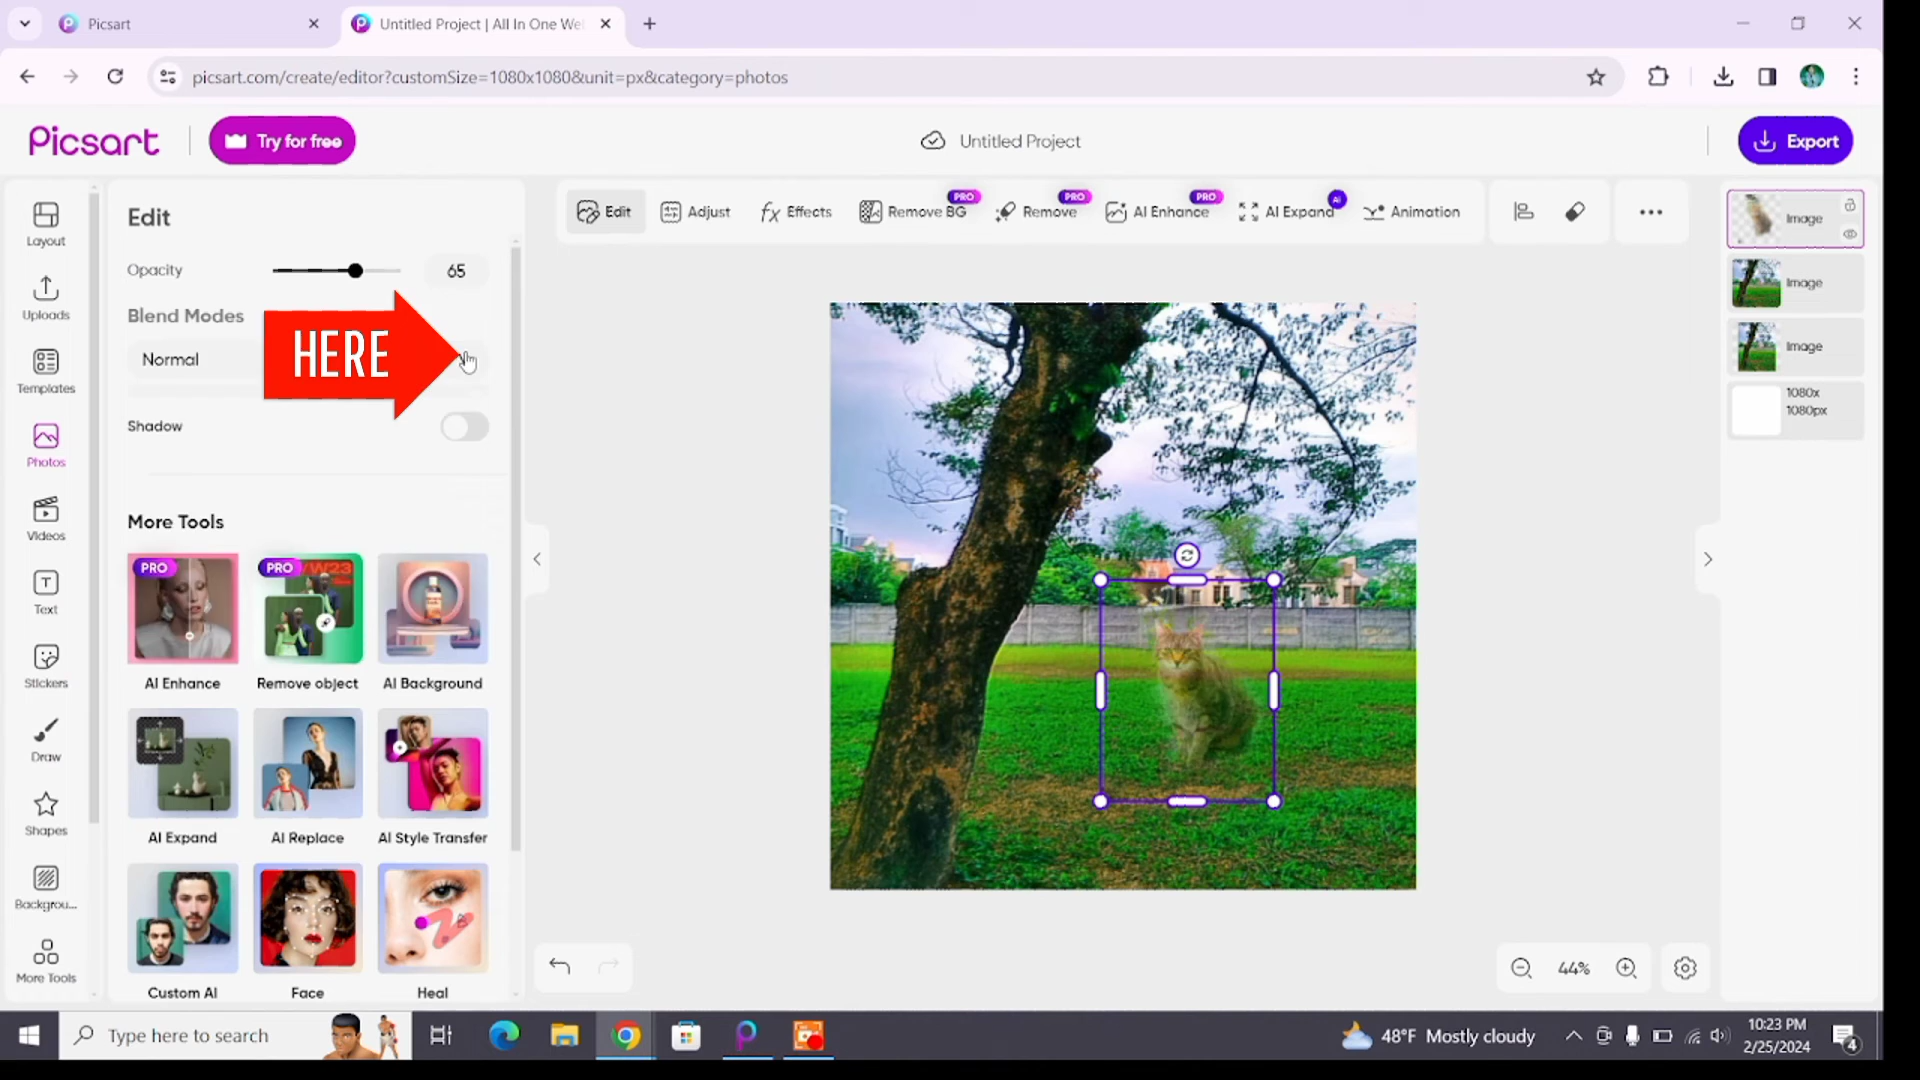 Picsart
Untitled Project | All In One We
picsart.com/create/editor?customSize=1080x1080&unit=px&category=photos
Picsart
Try for free
Untitled Project
Export
Layout
Uploads
Templates
Photos
Videos
Text
Stickers
Draw
Shapes
Backgrou...
More Tools
Edit
Opacity
65
Blend Modes
Normal
HERE
Shadow
More Tools
PRO
PRO
AI Enhance
Remove object
AI Background
AI Expand
AI Replace
AI Style Transfer
Custom AI
Face
Heal
Edit
Adjust
fx Effects
Remove BG
PRO
Remove
PRO
AI Enhance
PRO
AI Expand
Ai
Animation
Image
Image
Image
1080x
1080px
44%
Type here to search
48°F Mostly cloudy
10:23 PM
2/25/2024
4